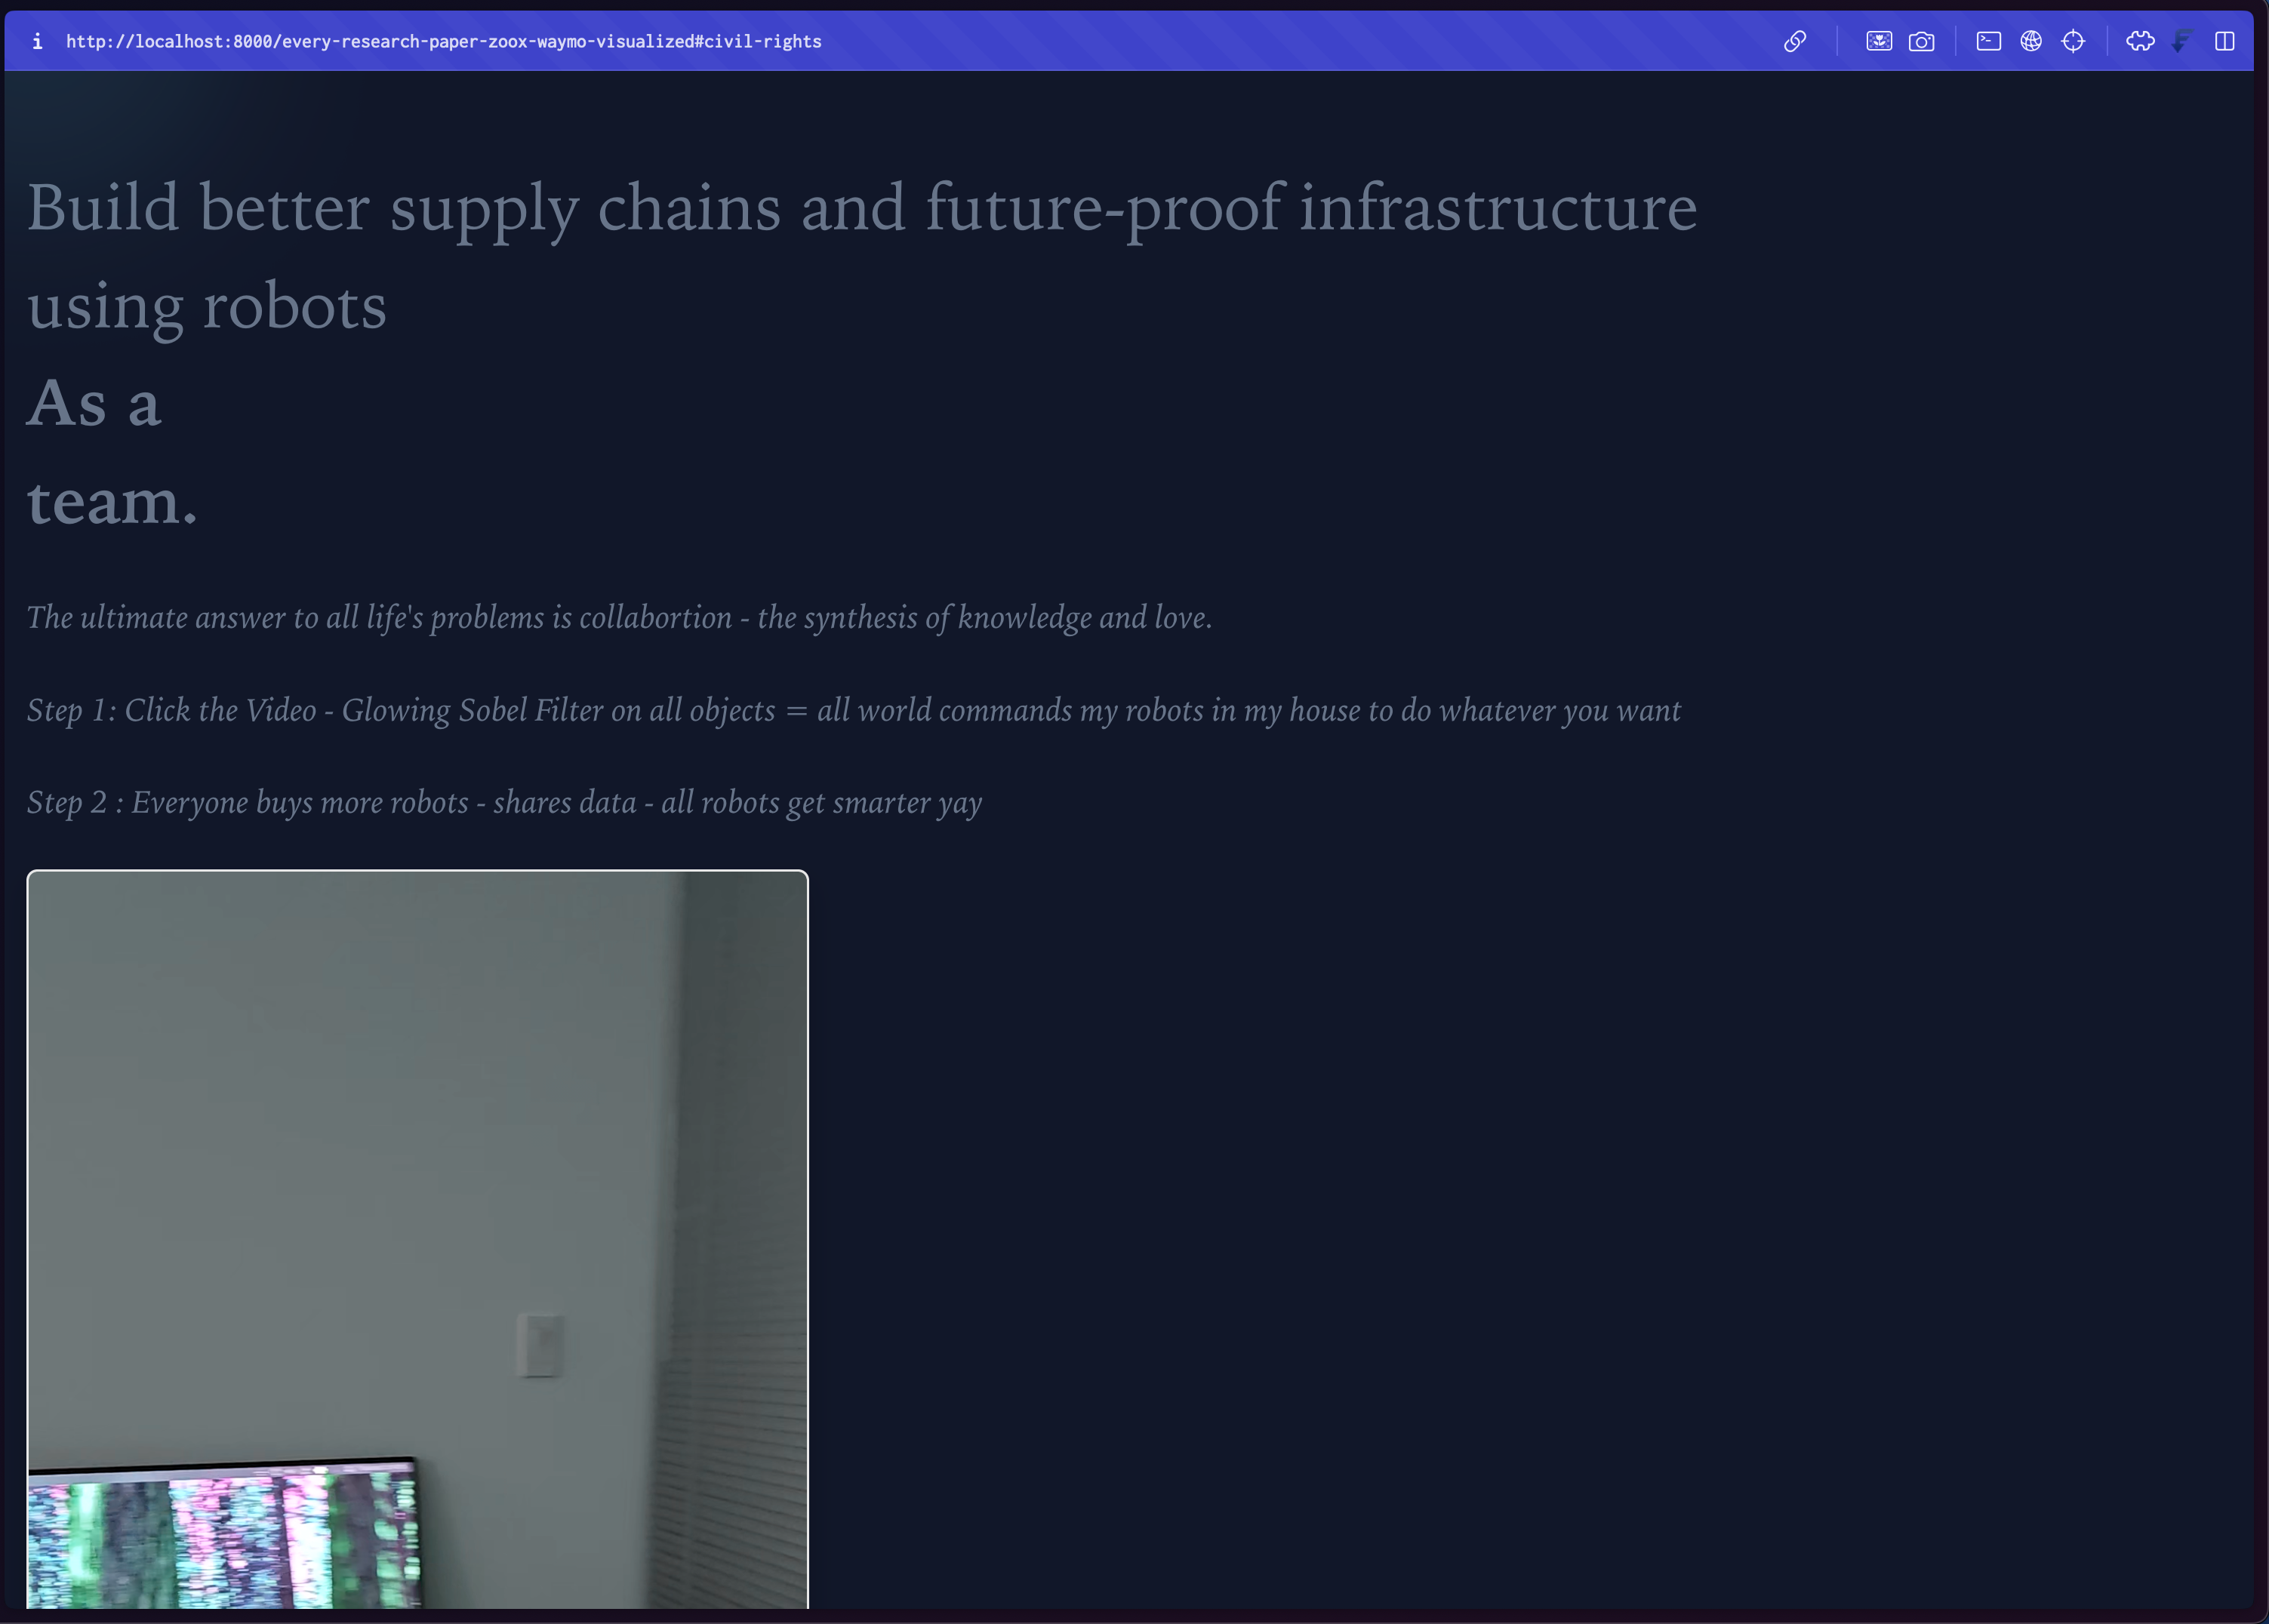 http://localhost:8000/every-research-paper-zoox-waymo-visualized#civil-rights
Build better supply chains and future-proof infrastructure
using robots
As a
team.
The ultimate answer to all life's problems is collabortion - the synthesis of knowledge and love.
Step 1: Click the Video - Glowing Sobel Filter on all objects = all world commands my robots in my house to do whatever you want
Step 2 : Everyone buys more robots - shares data - all robots get smarter yay